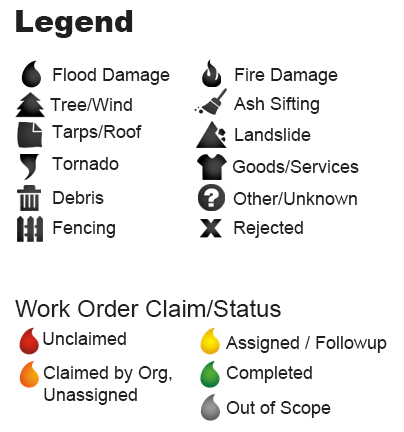 Legend
Flood Damage
Tree/Wind
Tarps/Roof
Tornado
Debris
Fencing
Fire Damage
Ash Sifting
Landslide
Goods/Services
?
Other/Unknown
Rejected
Work Order Claim/Status
Unclaimed
Claimed by Org,
Unassigned
Assigned / Followup
Completed
Out of Scope